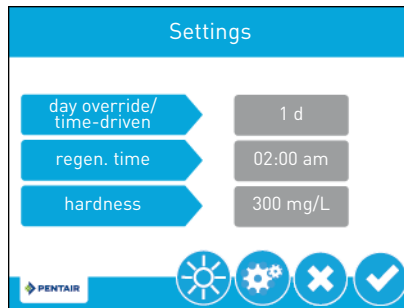 Settings
day override/
time-driven
1 d
regen. time
02:00 am
hardness
300 mg/L
PENTAIR